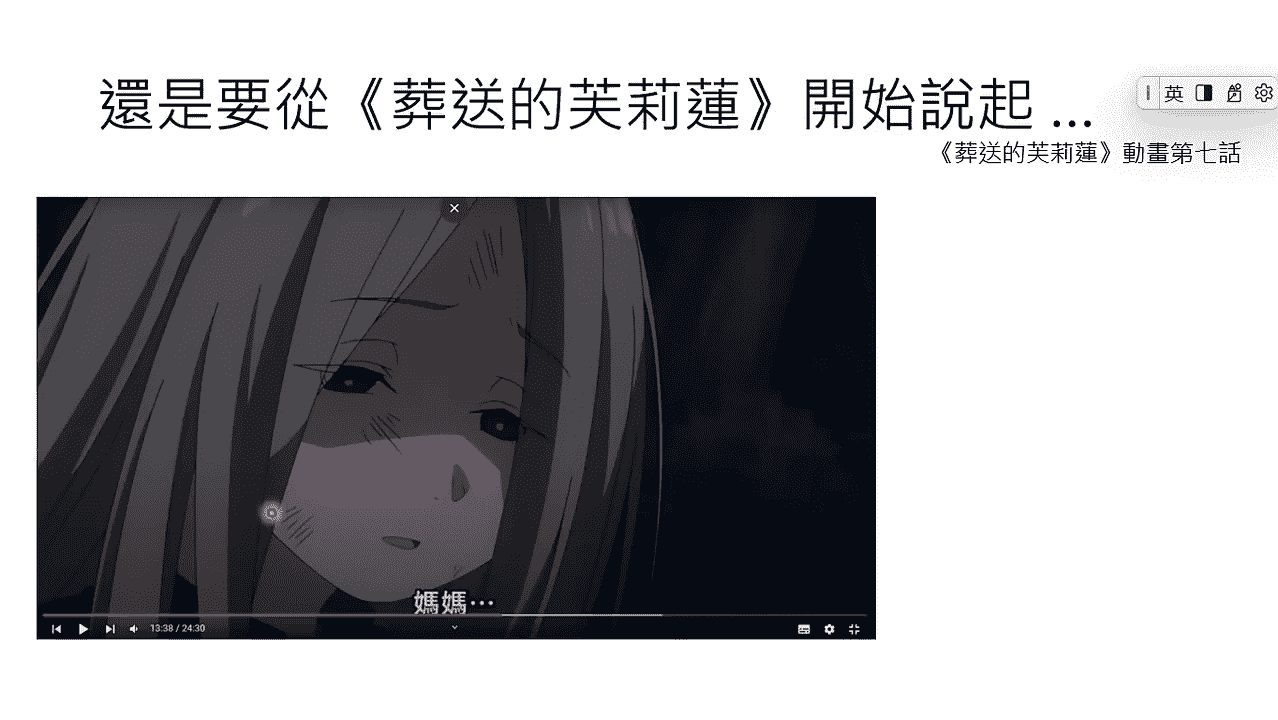 還是要從《葬送的芙莉蓮》開始說起 ...
英
《葬送的芙莉蓮》動畫第七話
媽媽…
13:38 / 24:30